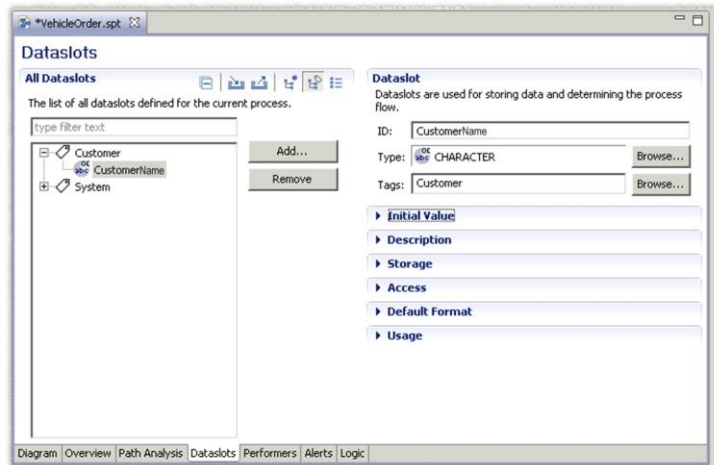 *VehicleOrder.spt
Dataslots
All Dataslots
The list of all dataslots defined for the current process.
type filter text
Customer
CustomerName
System
Add...
Remove
Dataslot
Dataslots are used for storing data and determining the process
flow.
ID: CustomerName
Type: CHARACTER Browse...
Tags: Customer Browse...
Initial Value
Description
Storage
Access
Default Format
Usage
Diagram Overview Path Analysis Dataslots Performers Alerts Logic